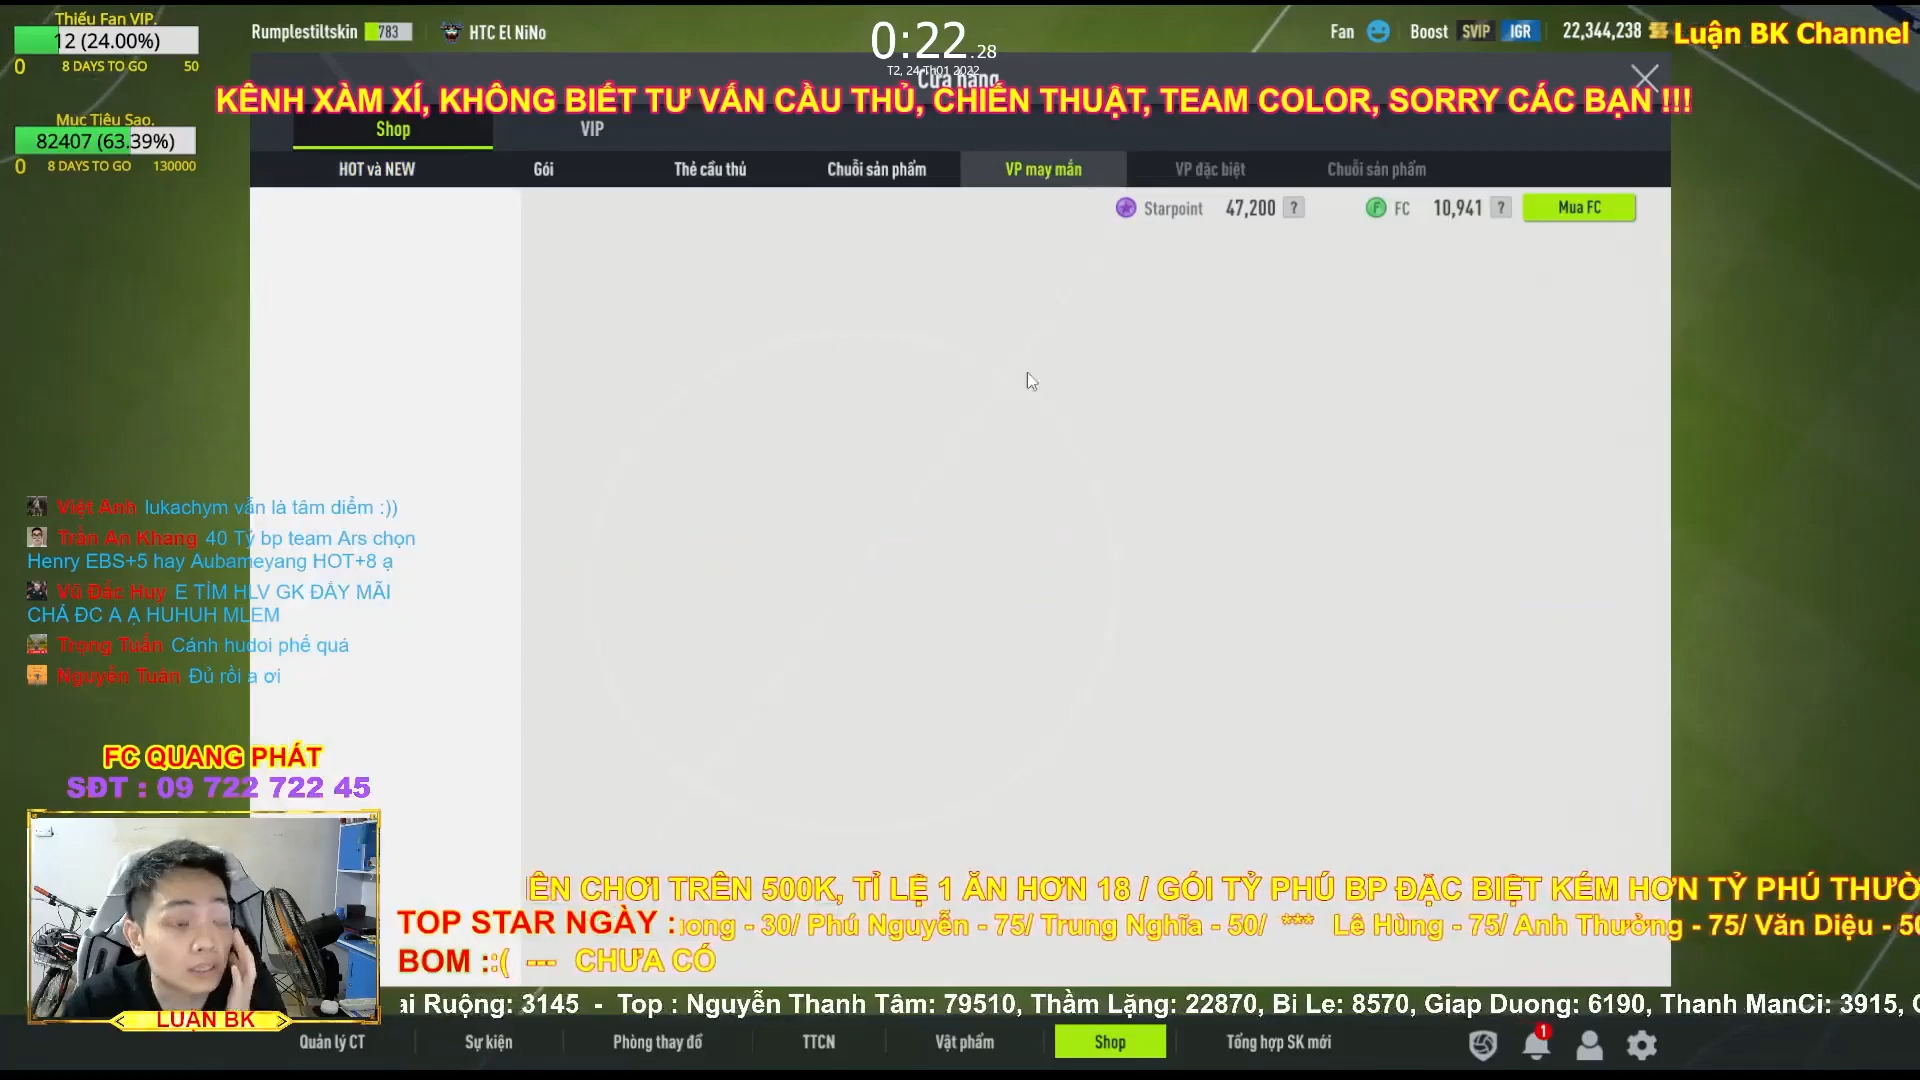 Thiếu Fan VIP.
12 (24.00%)
0 8 DAYS TO GO 50
Mục Tiêu Sao.
82407 (63.39%)
0 8 DAYS TO GO 130000
Rumplestiltskin 783 HTC El NiNo
0:22.28
T2, 24 Th01 2022
Fan Boost SVIP IGR 22,344,238
Luận BK Channel
Cửa hàng
KÊNH XÀM XÍ, KHÔNG BIẾT TƯ VẤN CẦU THỦ, CHIẾN THUẬT, TEAM COLOR, SORRY CÁC BẠN !!!
Shop VIP
HOT và NEW Gói Thẻ cầu thủ Chuỗi sản phẩm VP may mắn VP đặc biệt Chuỗi sản phẩm
Starpoint 47,200 ? F FC 10,941 ? Mua FC
Việt Anh lukachym vẫn là tâm diểm :))
Trần An Khang 40 Tỷ bp team Ars chọn
Henry EBS+5 hay Aubameyang HOT+8 ạ
Vũ Đắc Huy E TÌM HLV GK ĐẨY MÃI
CHẢ ĐC A Ạ HUHUH MLEM
Trọng Tuấn Cánh hudoi phế quá
Nguyễn Tuân Đủ rồi a ơi
FC QUANG PHÁT
SĐT : 09 722 722 45
LUẬN BK
IÊN CHƠI TRÊN 500K, TỈ LỆ 1 ĂN HƠN 18 / GÓI TỶ PHÚ BP ĐẶC BIỆT KÉM HƠN TỶ PHÚ THƯỜ
TOP STAR NGÀY : ương - 30/ Phú Nguyễn - 75/ Trung Nghĩa - 50/ *** Lê Hùng - 75/ Anh Thưởng - 75/ Văn Diệu - 50
BOM ::( --- CHƯA CÓ
ai Ruộng: 3145 - Top : Nguyễn Thanh Tâm: 79510, Thầm Lặng: 22870, Bi Le: 8570, Giap Duong: 6190, Thanh ManCi: 3915,
Quản lý CT Sự kiện Phòng thay đồ TTCN Vật phẩm Shop Tổng hợp SK mới 1